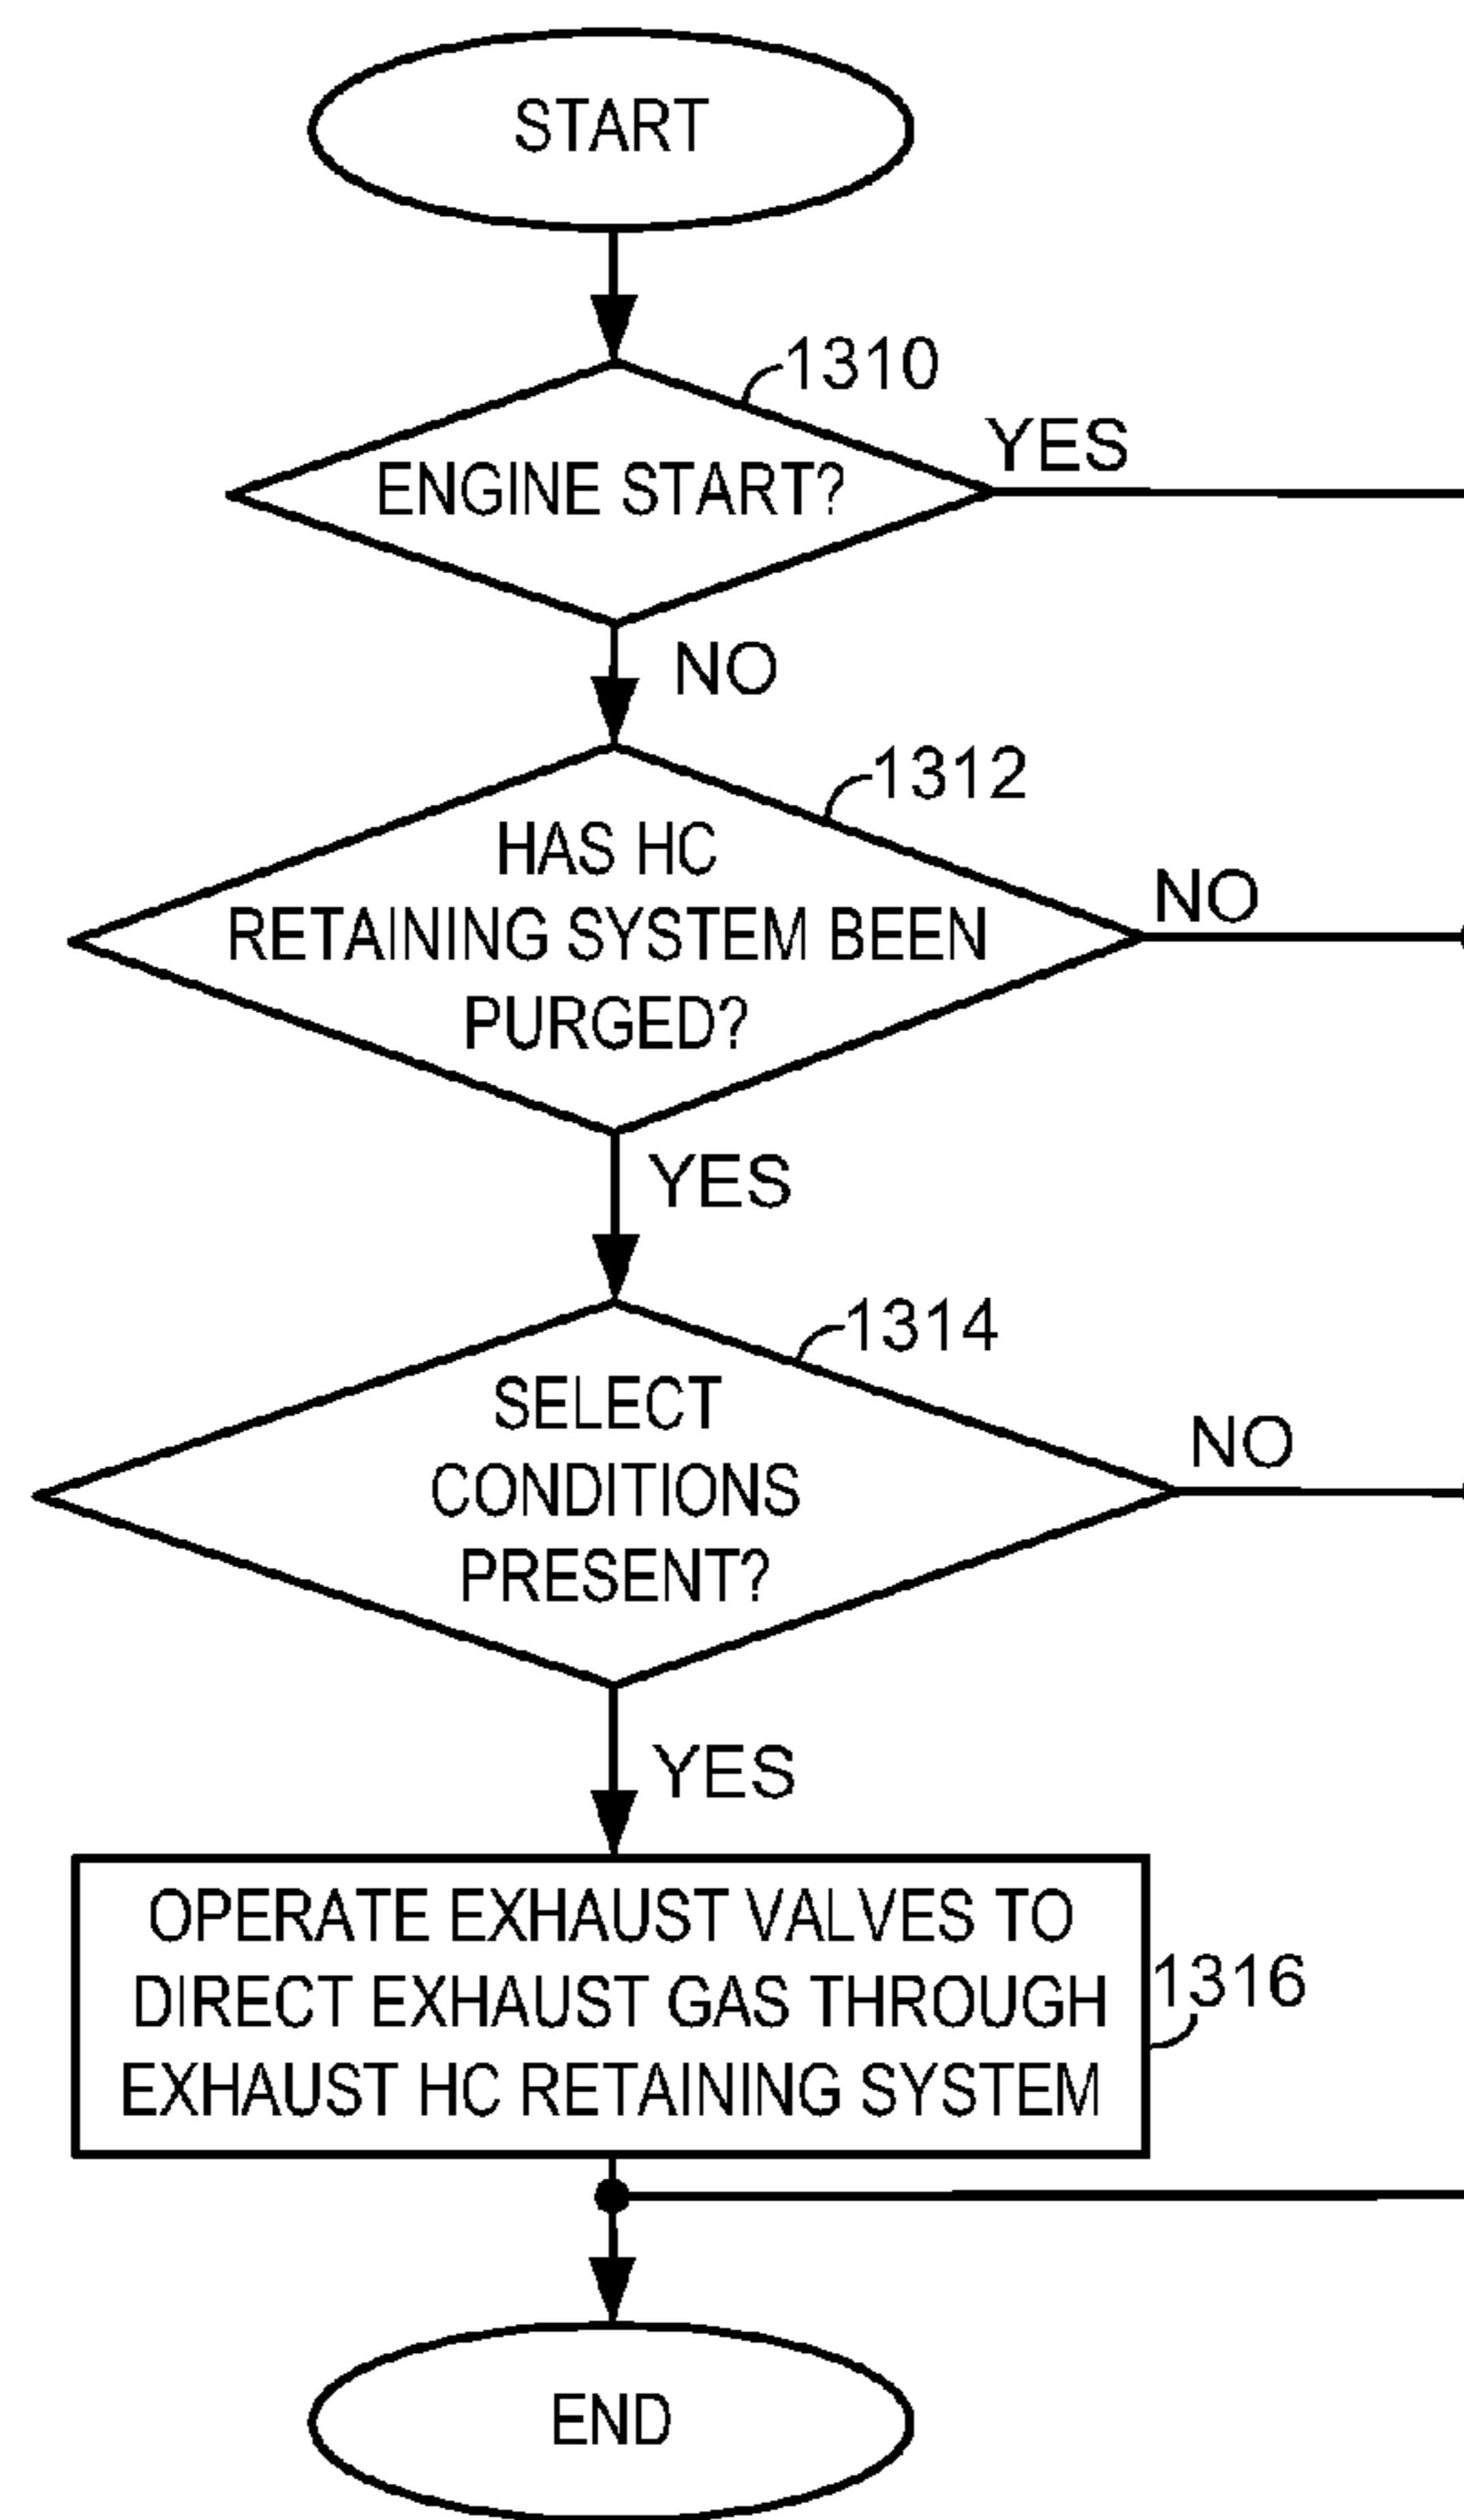 START
1310
ENGINE START?
YES
NO
1312
HAS HC
RETAINING SYSTEM BEEN
PURGED?
NO
YES
1314
SELECT
CONDITIONS
PRESENT?
NO
YES
OPERATE EXHAUST VALVES TO
DIRECT EXHAUST GAS THROUGH
EXHAUST HC RETAINING SYSTEM
1316
END